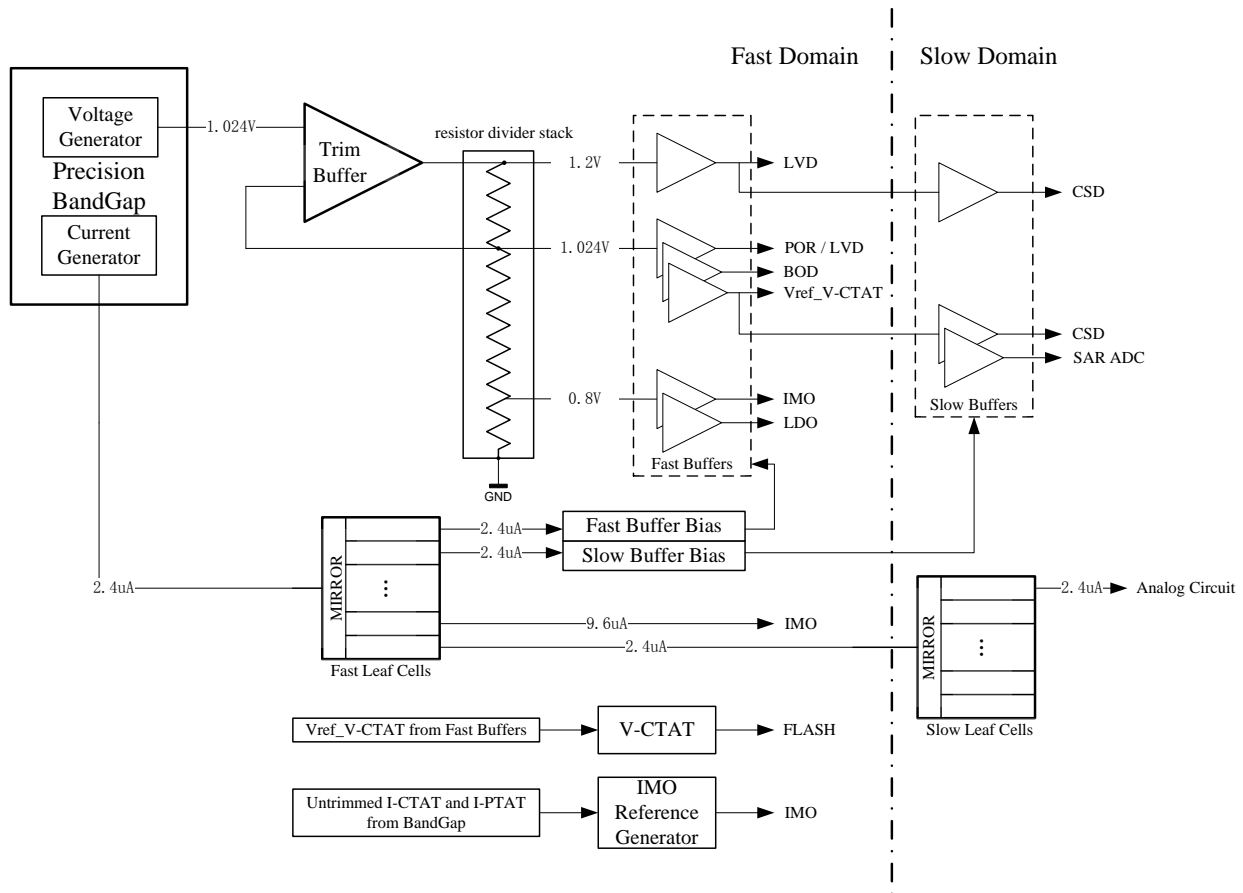 Fast Domain
Slow Domain
Voltage
Generator
Precision
BandGap
Current
Generator
1.024V
Trim
Buffer
resistor divider stack
1.2V
LVD
CSD
1.024V
POR / LVD
BOD
Vref_V-CTAT
CSD
SAR ADC
0.8V
IMO
LDO
Fast Buffers
Slow Buffers
GND
2.4uA
Fast Buffer Bias
2.4uA
Slow Buffer Bias
2.4uA
MIRROR
...
9.6uA
IMO
2.4uA
Fast Leaf Cells
MIRROR
...
2.4uA
Analog Circuit
Slow Leaf Cells
Vref_V-CTAT from Fast Buffers
V-CTAT
FLASH
Untrimmed I-CTAT and I-PTAT
from BandGap
IMO
Reference
Generator
IMO